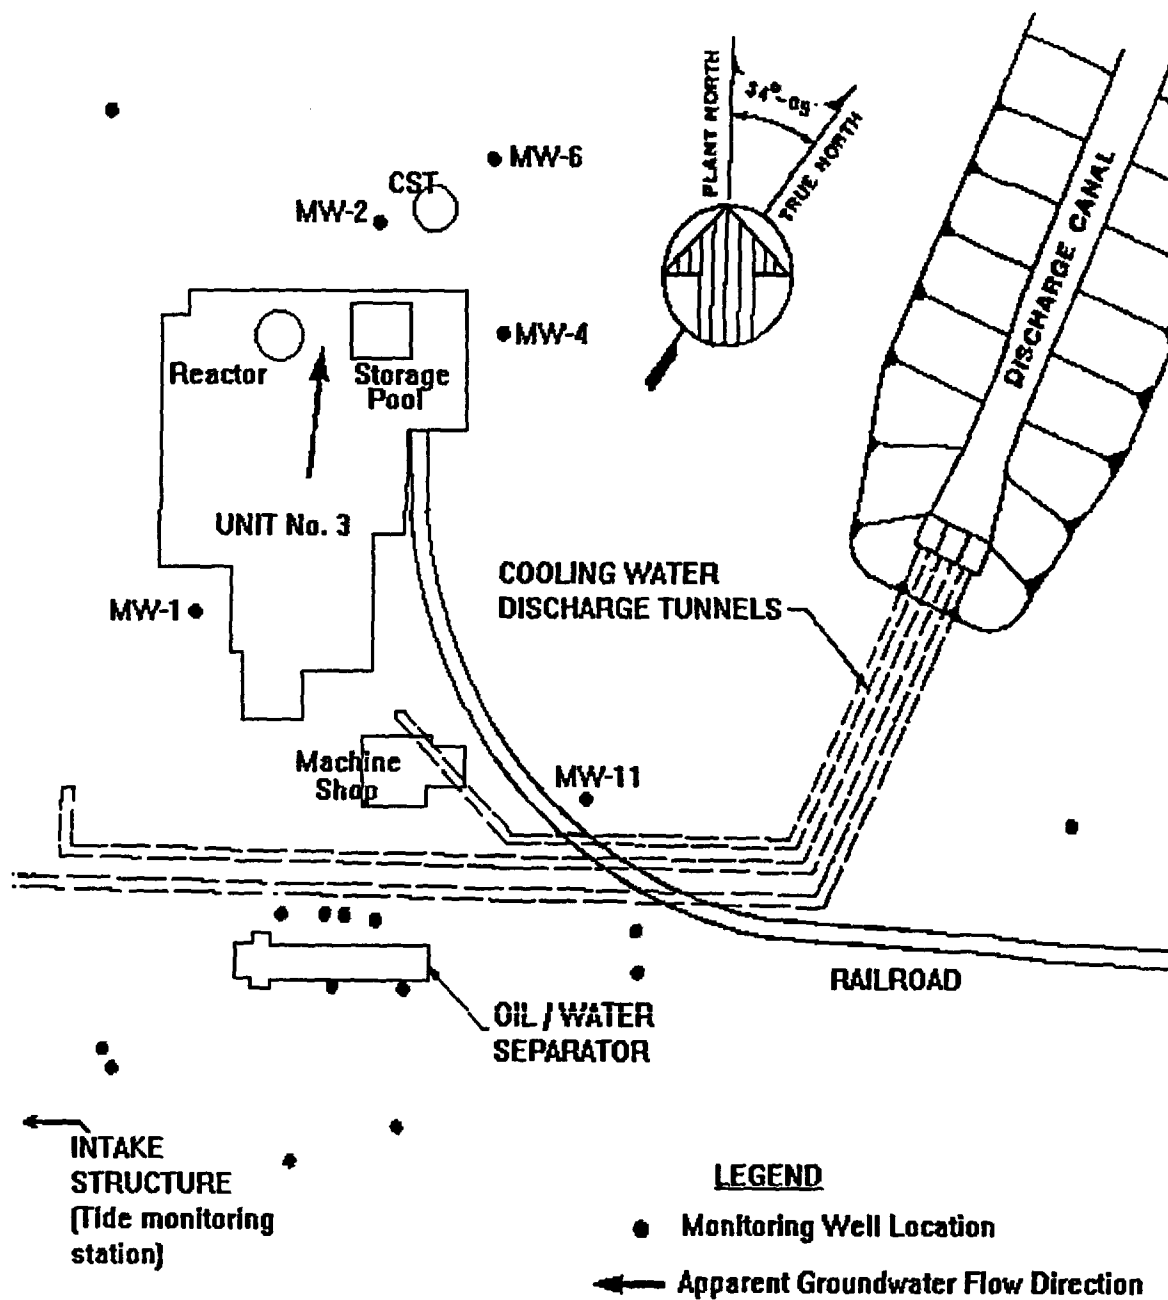 PLANT NORTH
34°-05'
TRUE NORTH
DISCHARGE CANAL
MW-6
CST
MW-2
MW-4
Reactor
Storage
Pool
UNIT No. 3
MW-1
COOLING WATER
DISCHARGE TUNNELS
Machine
Shop
MW-11
RAILROAD
OIL / WATER
SEPARATOR
INTAKE
STRUCTURE
(Tide monitoring
station)
LEGEND
Monitoring Well Location
Apparent Groundwater Flow Direction